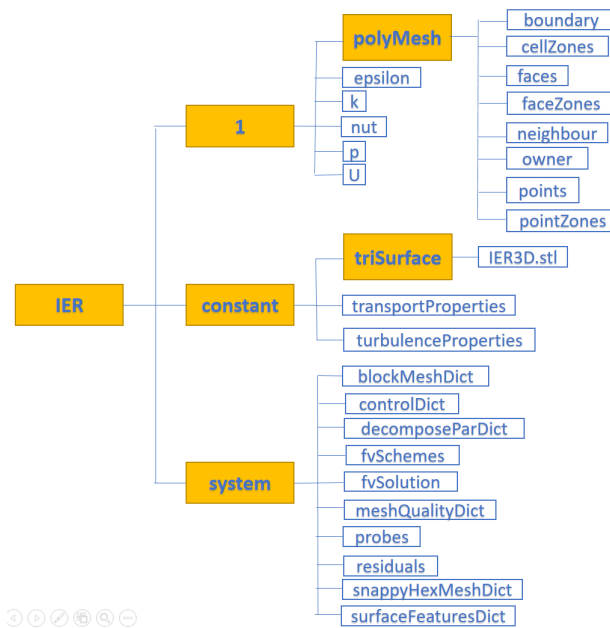 boundary
polyMesh
cellZones
epsilon
faces
k
faceZones
1
nut
neighbour
p
owner
U
points
pointZones
triSurface
IER3D.stl
IER
constant
transportProperties
turbulenceProperties
blockMeshDict
controlDict
decomposeParDict
fvSchemes
system
fvSolution
meshQualityDict
probes
residuals
snappyHexMeshDict
surfaceFeaturesDict